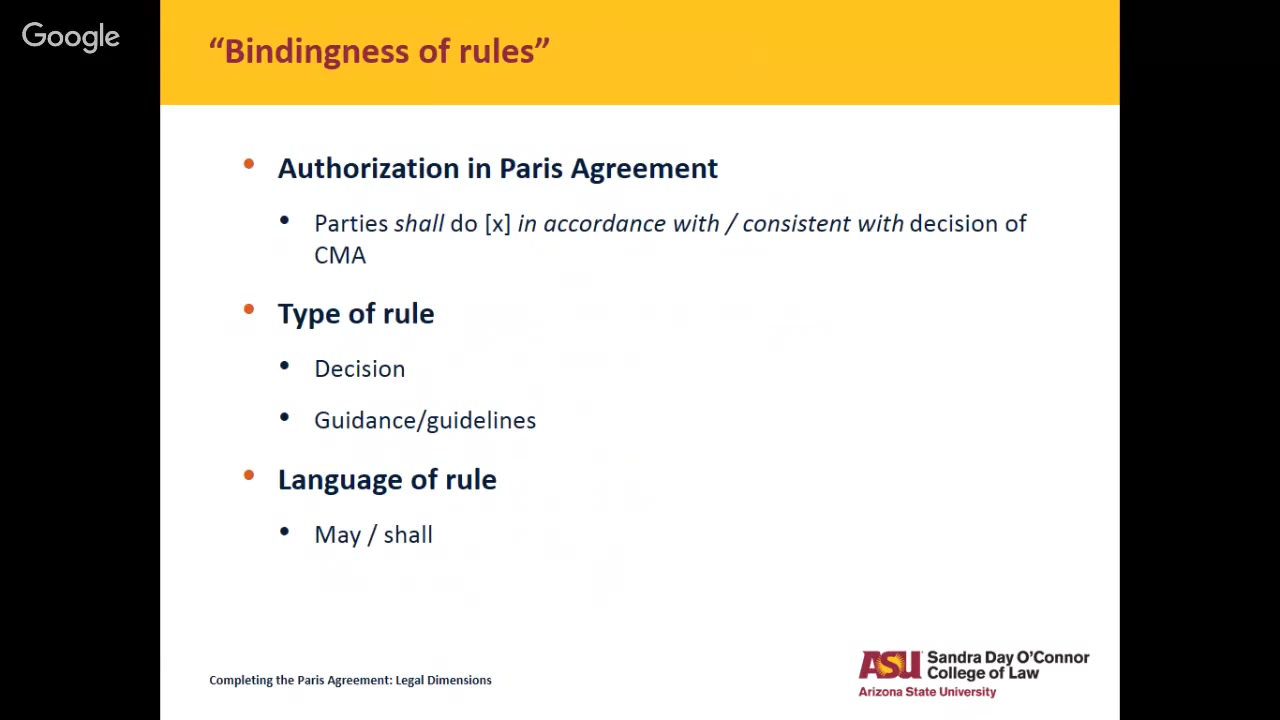 Google
“Bindingness of rules”
• Authorization in Paris Agreement
• Parties shall do [x] in accordance with / consistent with decision of
CMA
• Type of rule
• Decision
• Guidance/guidelines
• Language of rule
• May / shall
Completing the Paris Agreement: Legal Dimensions
ASU Sandra Day O’Connor
College of Law
Arizona State University